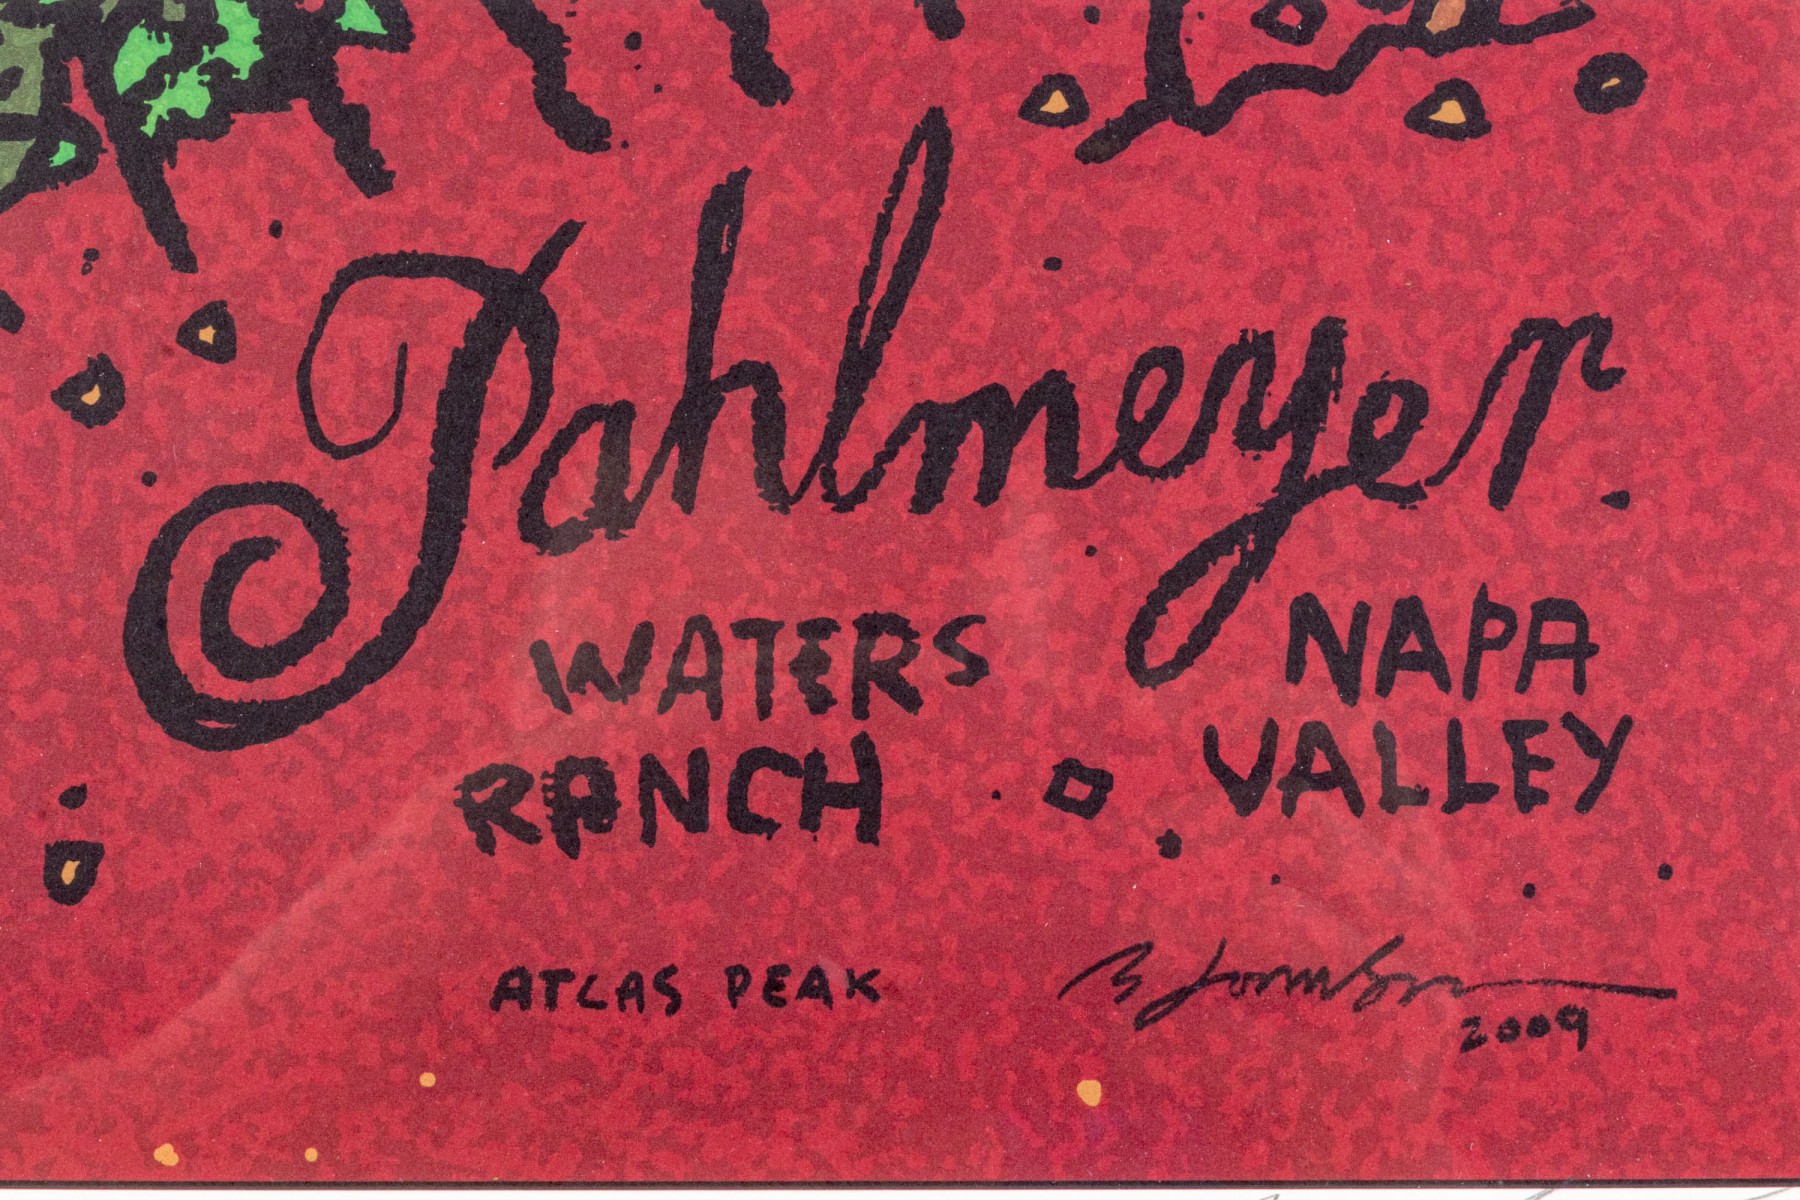 Pahlmeyer.
WATERS
RANCH
NAPA
VALLEY
ATLAS PEAK
2009